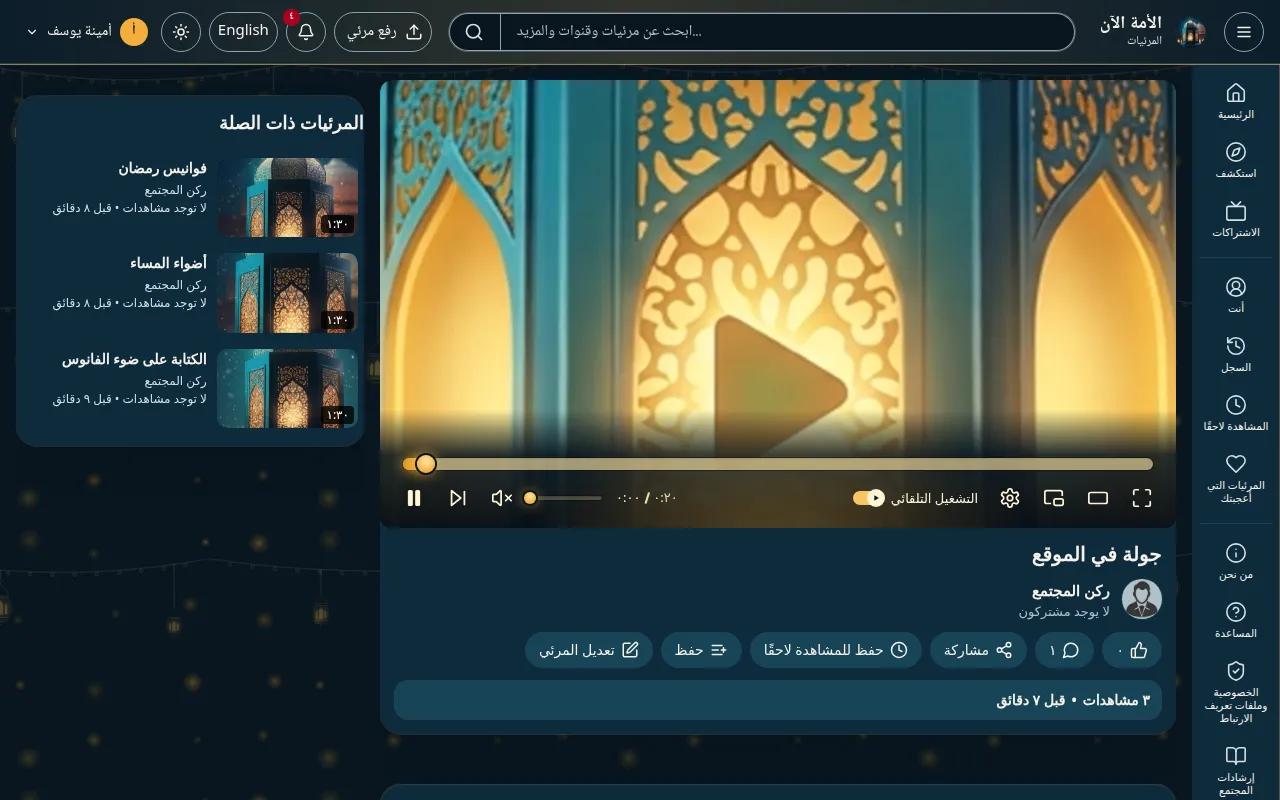 الأمة الآن
المرئيات
ابحث عن مرئيات وقنوات والمزيد...
رفع مرئي
٤
English
أ
أمينة يوسف
الرئيسية
استكشف
الاشتراكات
أنت
السجل
المشاهدة لاحقًا
المرئيات التي
أعجبتك
من نحن
المساعدة
الخصوصية
وملفات تعريف
الارتباط
إرشادات
المجتمع
٠:٠٠ / ٠:٢٠
التشغيل التلقائي
جولة في الموقع
ركن المجتمع
لا يوجد مشتركون
٠
١
مشاركة
حفظ للمشاهدة لاحقًا
حفظ
تعديل المرئي
٣ مشاهدات • قبل ٧ دقائق
المرئيات ذات الصلة
١:٣٠
فوانيس رمضان
ركن المجتمع
لا توجد مشاهدات • قبل ٨ دقائق
١:٣٠
أضواء المساء
ركن المجتمع
لا توجد مشاهدات • قبل ٨ دقائق
١:٣٠
الكتابة على ضوء الفانوس
ركن المجتمع
لا توجد مشاهدات • قبل ٩ دقائق